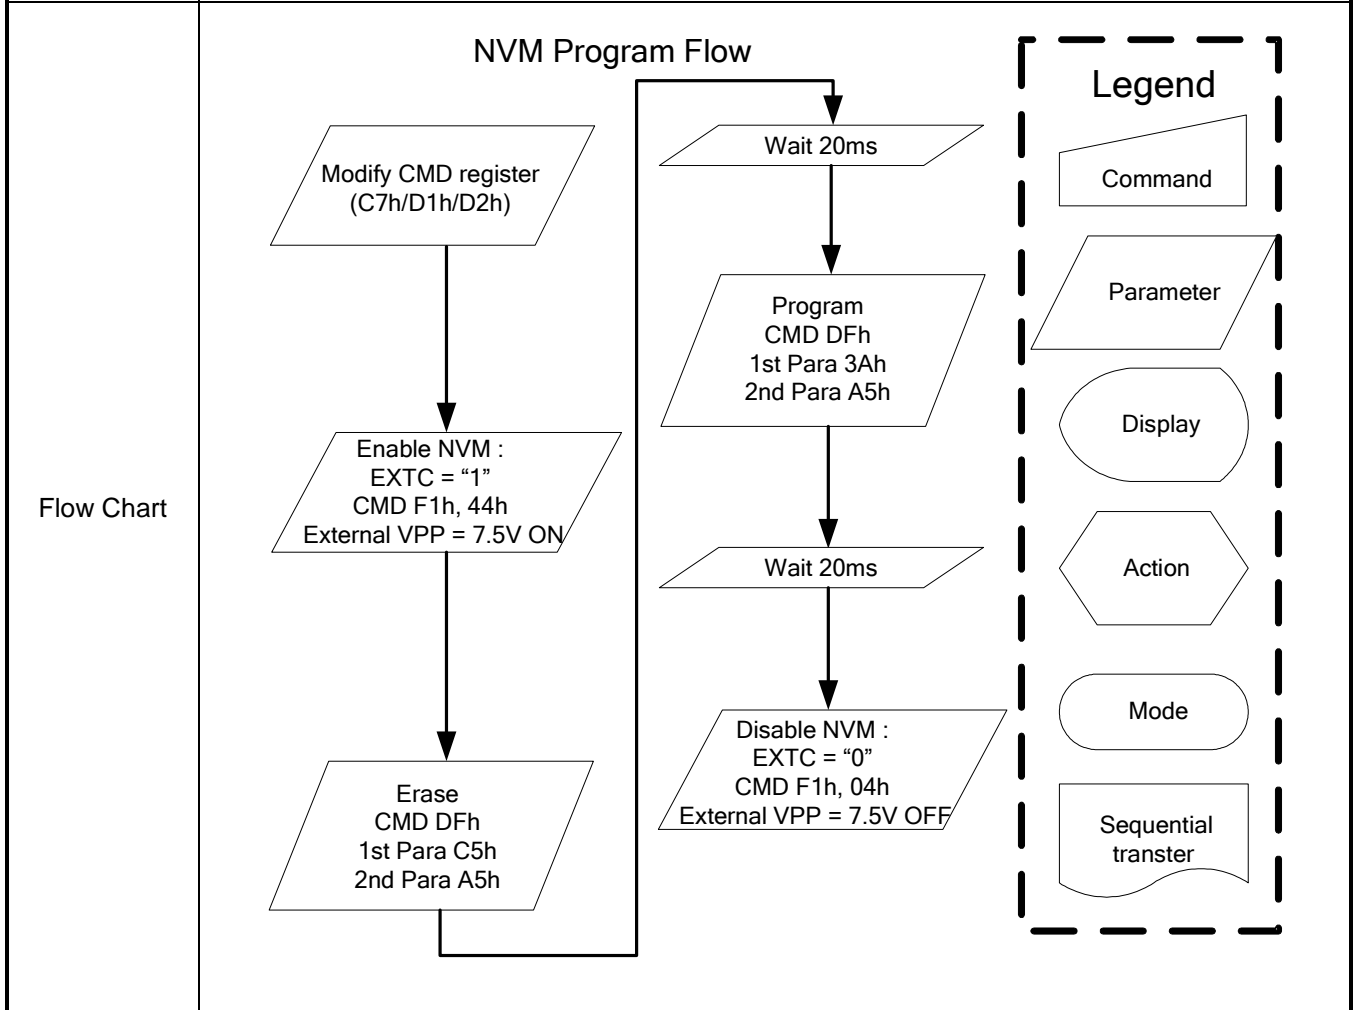 Flow Chart
NVM Program Flow
Modify CMD register
(C7h/D1h/D2h)
Enable NVM :
EXTC = “1”
CMD F1h, 44h
External VPP = 7.5V ON
Erase
CMD DFh
1st Para C5h
2nd Para A5h
Wait 20ms
Program
CMD DFh
1st Para 3Ah
2nd Para A5h
Wait 20ms
Disable NVM :
EXTC = “0”
CMD F1h, 04h
External VPP = 7.5V OFF
Legend
Command
Parameter
Display
Action
Mode
Sequential
transter